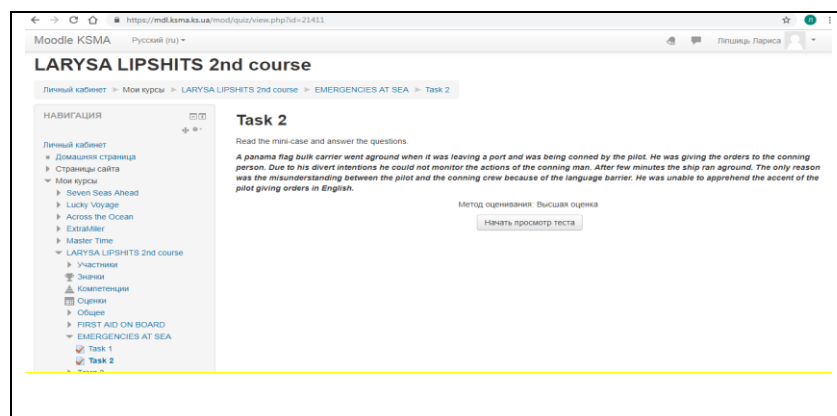 https://mdl.ksma.ks.ua/mod/quiz/view.php?id=21411
Moodle KSMA Русский (ru) Ліпшиць Лариса
LARYSA LIPSHITS 2nd course
Личный кабинет Мои курсы LARYSA LIPSHITS 2nd course EMERGENCIES AT SEA Task 2
НАВИГАЦИЯ
Личный кабинет
Домашняя страница
Страницы сайта
Мои курсы
Seven Seas Ahead
Lucky Voyage
Across the Ocean
ExtraMiler
Master Time
LARYSA LIPSHITS 2nd course
Участники
Значки
Компетенции
Оценки
Общее
FIRST AID ON BOARD
EMERGENCIES AT SEA
Task 1
Task 2
Task 2
Read the mini-case and answer the questions.
A panama flag bulk carrier went aground when it was leaving a port and was being conned by the pilot. He was giving the orders to the conning
person. Due to his divert intentions he could not monitor the actions of the conning man. After few minutes the ship ran aground. The only reason
was the misunderstanding between the pilot and the conning crew because of the language barrier. He was unable to apprehend the accent of the
pilot giving orders in English.
Метод оценивания: Высшая оценка
Начать просмотр теста